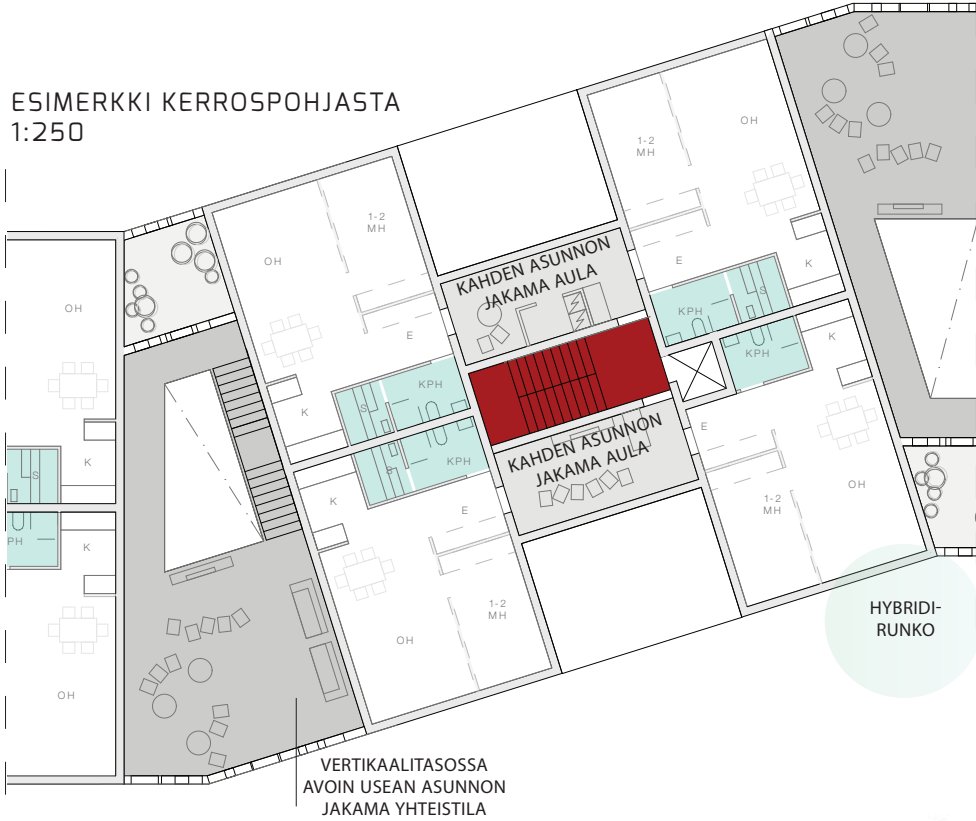 ESIMERKKI KERROSPOHJASTA
1:250
OH
1-2
MH
E
K
S
KPH
KAHDEN ASUNNON
JAKAMA AULA
1-2
MH
OH
E
K
S
KPH
KPH
K
OH
K
S
PH
K
OH
OH
1-2
MH
E
K
S
KPH
KAHDEN ASUNNON
JAKAMA AULA
E
1-2
MH
OH
HYBRIDI-
RUNKO
VERTIKAALITASOSSA
AVOIN USEAN ASUNNON
JAKAMA YHTEISTILA